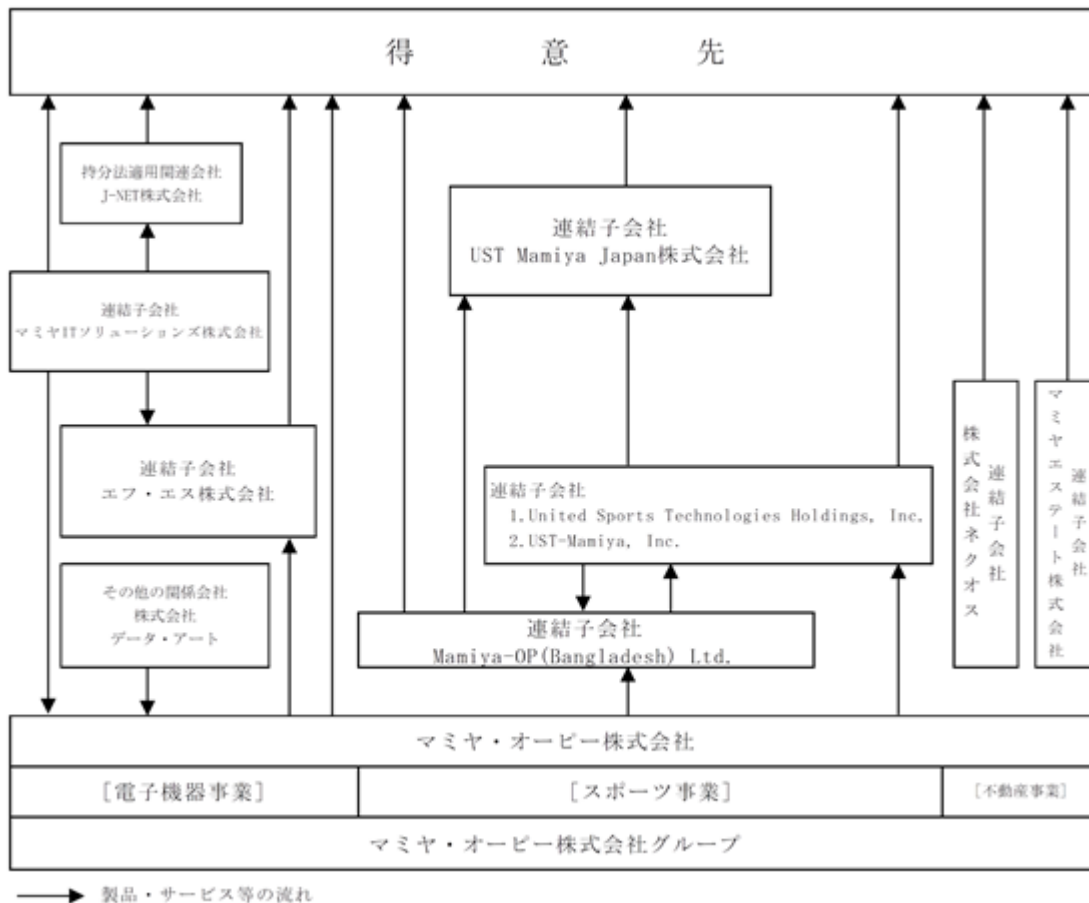 得意先
持分法適用関連会社
J-NET株式会社
連結子会社
UST Mamiya Japan株式会社
連結子会社
マミヤITソリューションズ株式会社
連結子会社
エフ・エス株式会社
連結子会社
1.United Sports Technologies Holdings, Inc.
2.UST-Mamiya, Inc.
連結子会社
株式会社ネクオス
連結子会社
マミヤエステート株式会社
その他の関係会社
株式会社
データ・アート
連結子会社
Mamiya-OP(Bangladesh) Ltd.
マミヤ・オーピー株式会社
[電子機器事業]
[スポーツ事業]
[不動産事業]
マミヤ・オーピー株式会社グループ
製品・サービス等の流れ